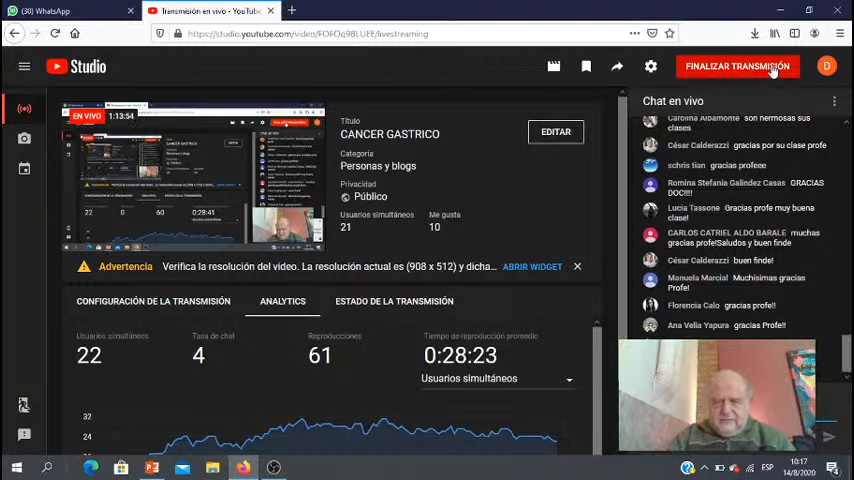 (30) WhatsApp
Transmisión en vivo - YouTube
https://studio.youtube.com/video/FOFOq98LUEE/livestreaming
Studio
FINALIZAR TRANSMISIÓN
D
EN VIVO 1:13:54
Título
CANCER GASTRICO
EDITAR
Categoría
Personas y blogs
Privacidad
Público
Usuarios simultáneos
21
Me gusta
10
Advertencia Verifica la resolución del video. La resolución actual es (908 x 512) y dicha...
ABRIR WIDGET
CONFIGURACIÓN DE LA TRANSMISIÓN
ANALYTICS
ESTADO DE LA TRANSMISIÓN
Usuarios simultáneos
22
Tasa de chat
4
Reproducciones
61
Tiempo de reproducción promedio
0:28:23
Usuarios simultáneos
32
24
Chat en vivo
Carolina Albamonte son hermosas sus
clases
César Calderazzi gracias por su clase profe
schris tian gracias profeee
Romina Stefania Galindez Casas GRACIAS
DOC!!!!
Lucia Tassone Gracias profe muy buena
clase!
CARLOS CATRIEL ALDO BARALE muchas
gracias profe!Saludos y buen finde
César Calderazzi buen finde!
Manuela Marcial Muchísimas gracias
Profe!
Florencia Calo gracias profe!!
Ana Velia Yapura gracias Profe!!
ESP
10:17
14/8/2020
4